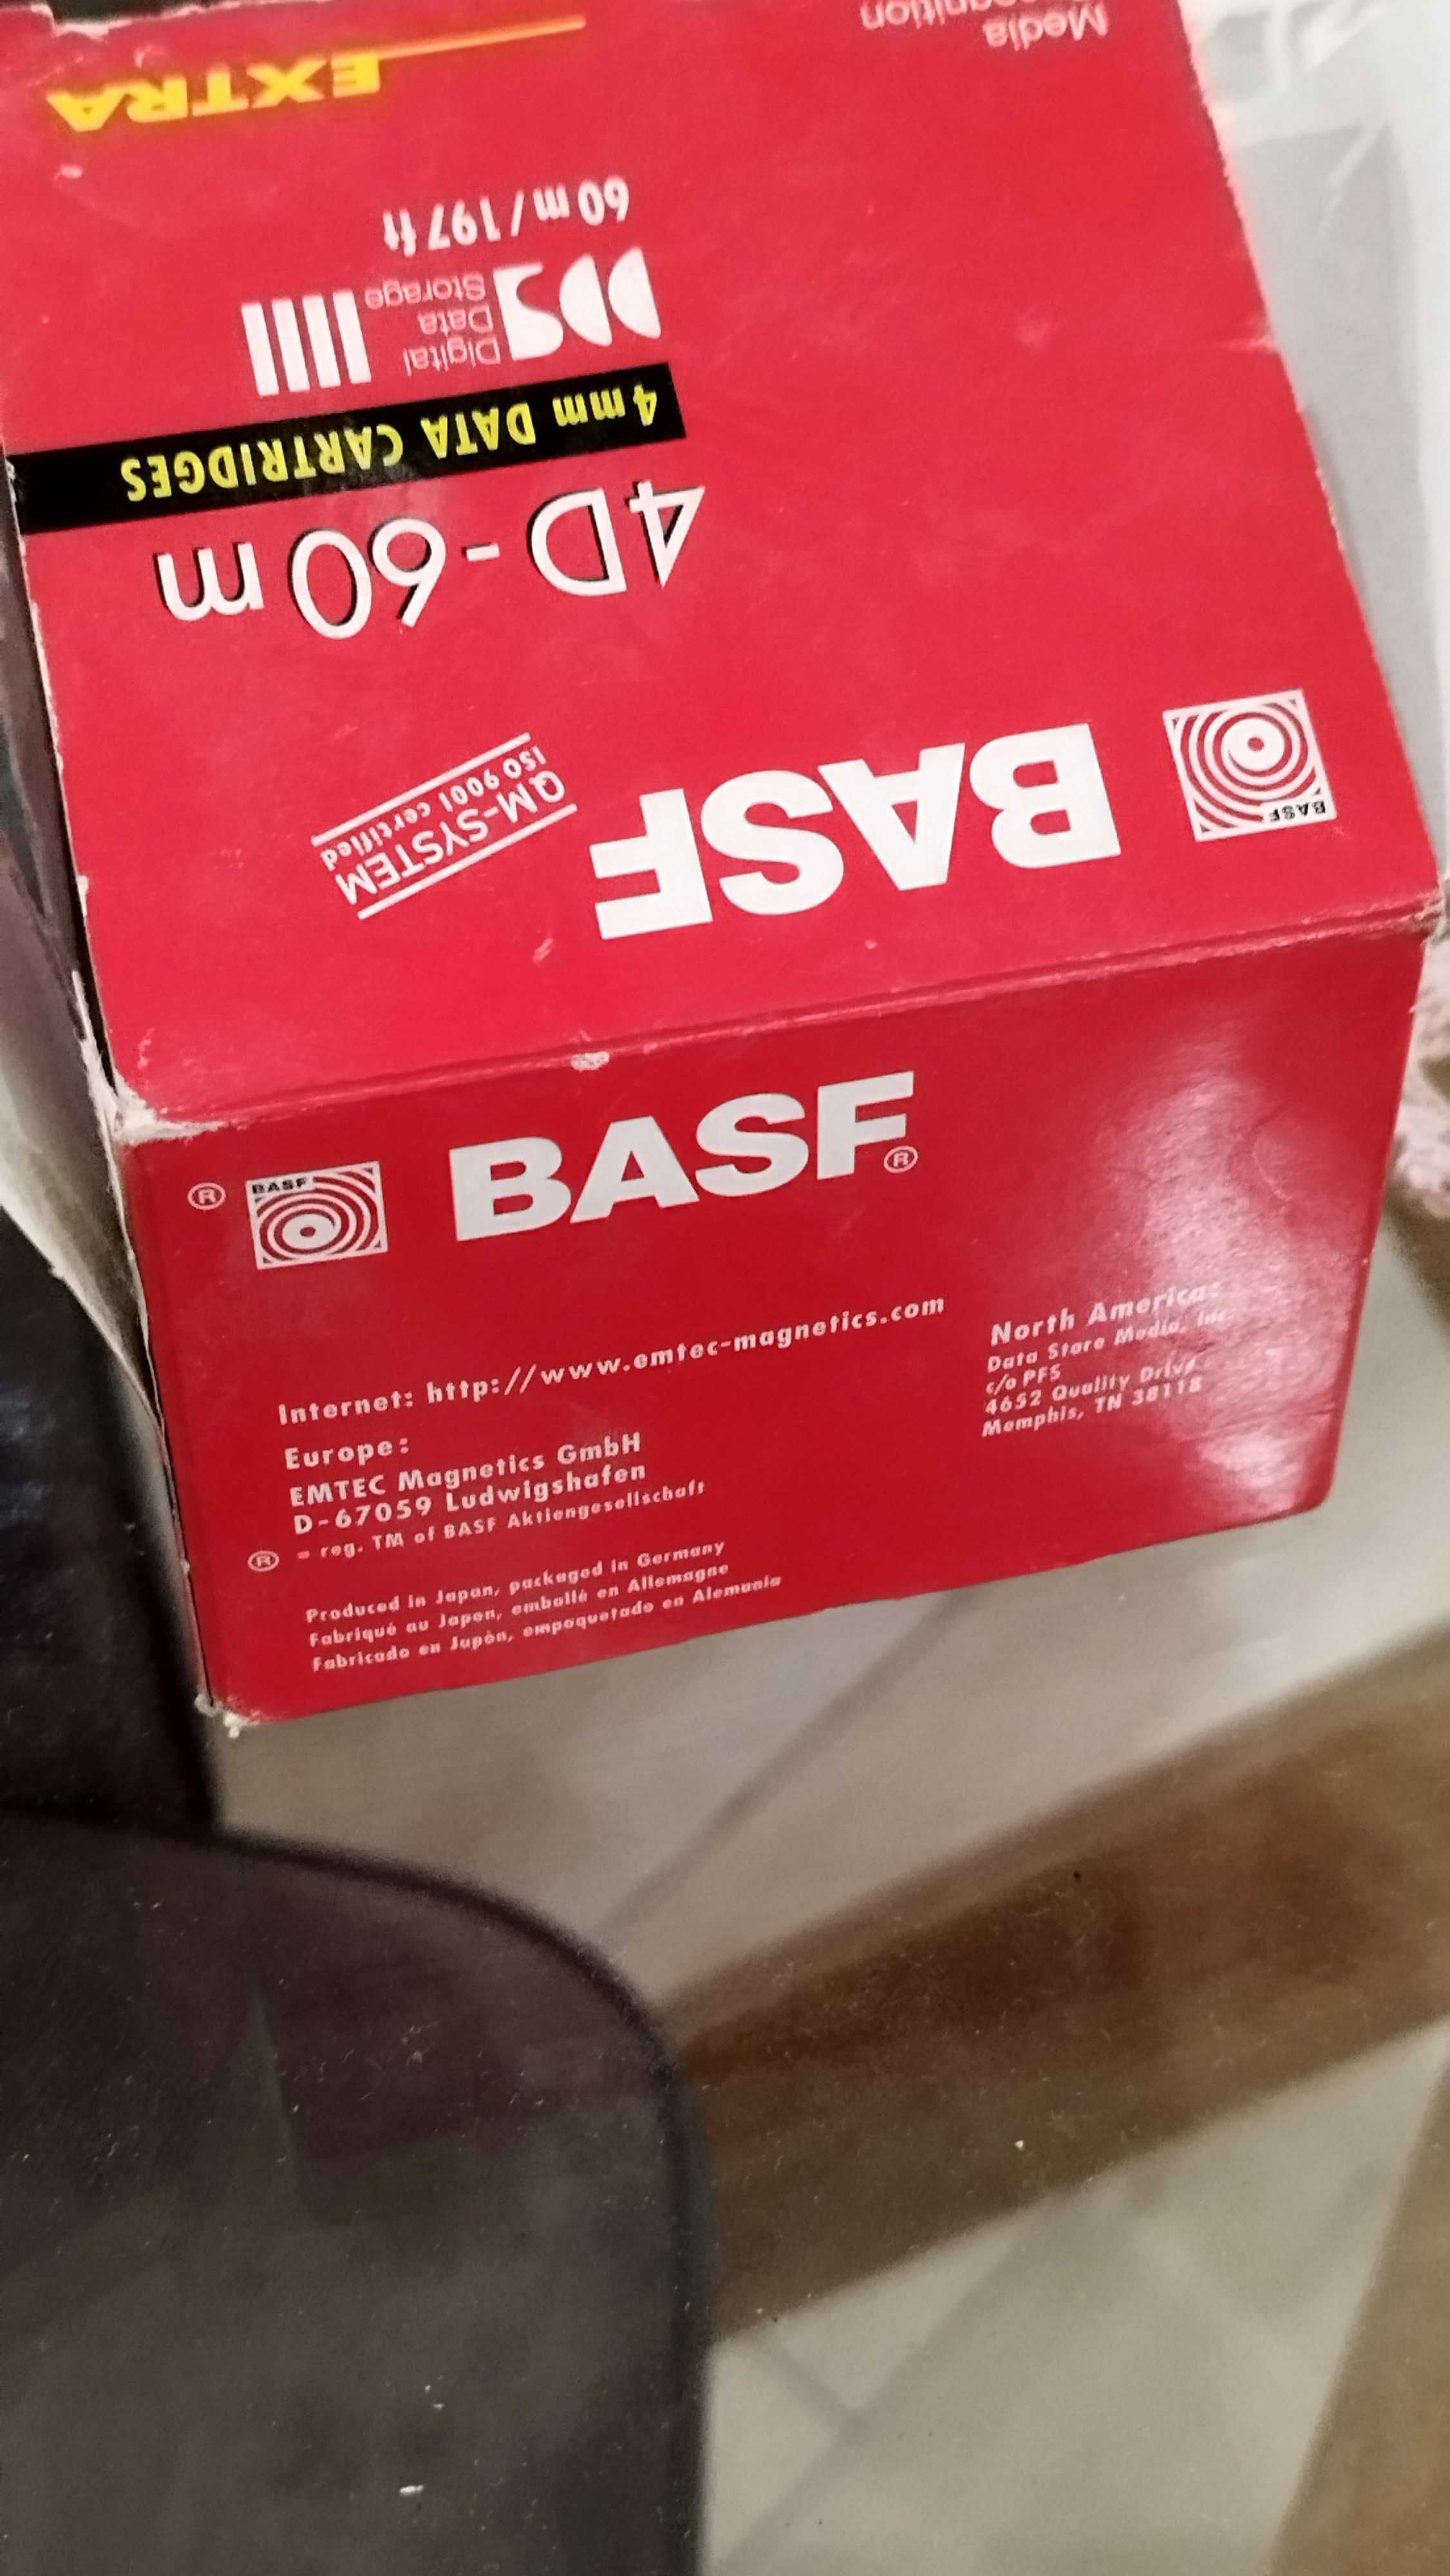 BASF
BASF
QM-SYSTEM
ISO 9001 certified
4D-60 m
4mm DATA CARTRIDGES
Digital
Data
Storage
60 m / 197 ft
EXTRA
Media
® BASF
BASF®
Internet: http://www.emtec-magnetics.com
Europe:
EMTEC Magnetics GmbH
D-67059 Ludwigshafen
® = reg. TM of BASF Aktiengesellschaft
Produced in Japan, packaged in Germany
Fabriqué au Japon, emballé en Allemagne
Fabricado en Japón, empaquetado en Alemania
North America:
Data Store Media, Inc.
c/o PFS
4652 Quality Drive
Memphis, TN 38118